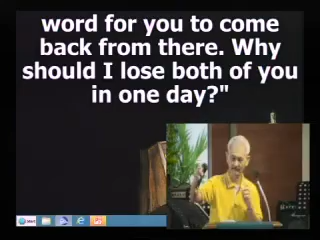 word for you to come
back from there. Why
should I lose both of you
in one day?"